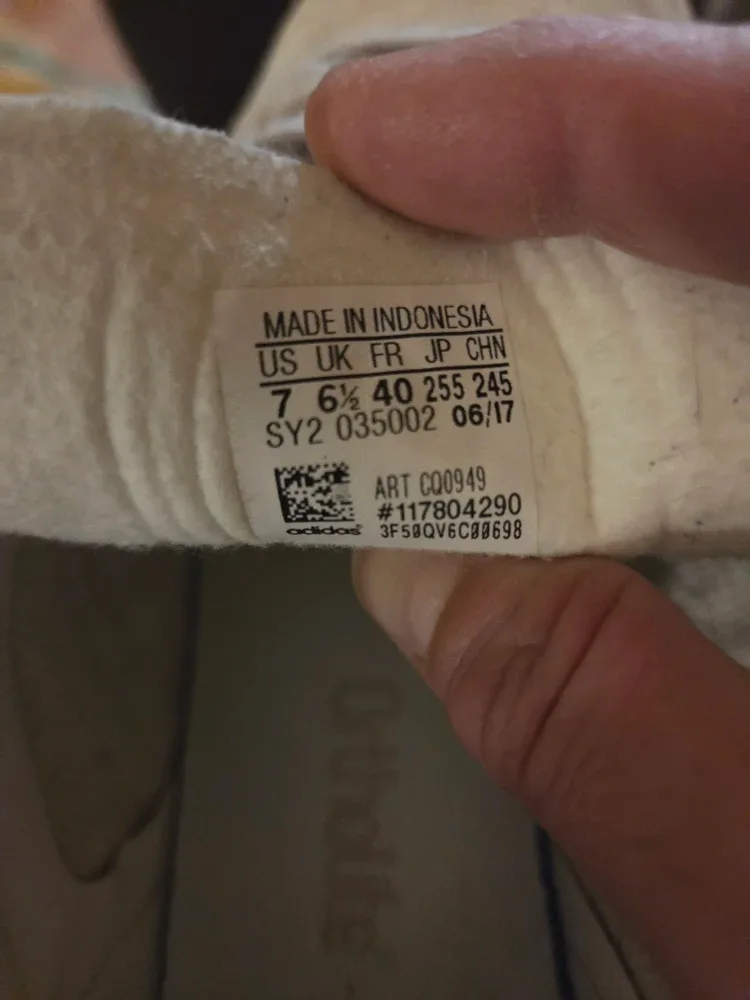 MADE IN INDONESIA
US UK FR JP CHN
7 6½ 40 255 245
SY2 035002 06/17
ART CQ0949
#117804290
adidas 3F50QV6C00698
Ortholite